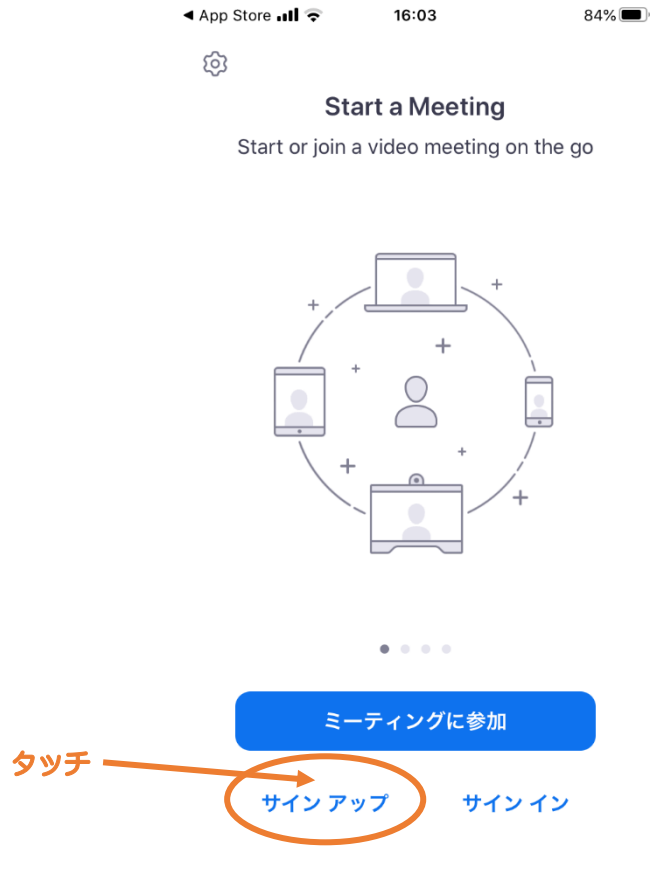 ◀ App Store 16:03 84%
Start a Meeting
Start or join a video meeting on the go
ミーティングに参加
タッチ
サイン アップ サイン イン